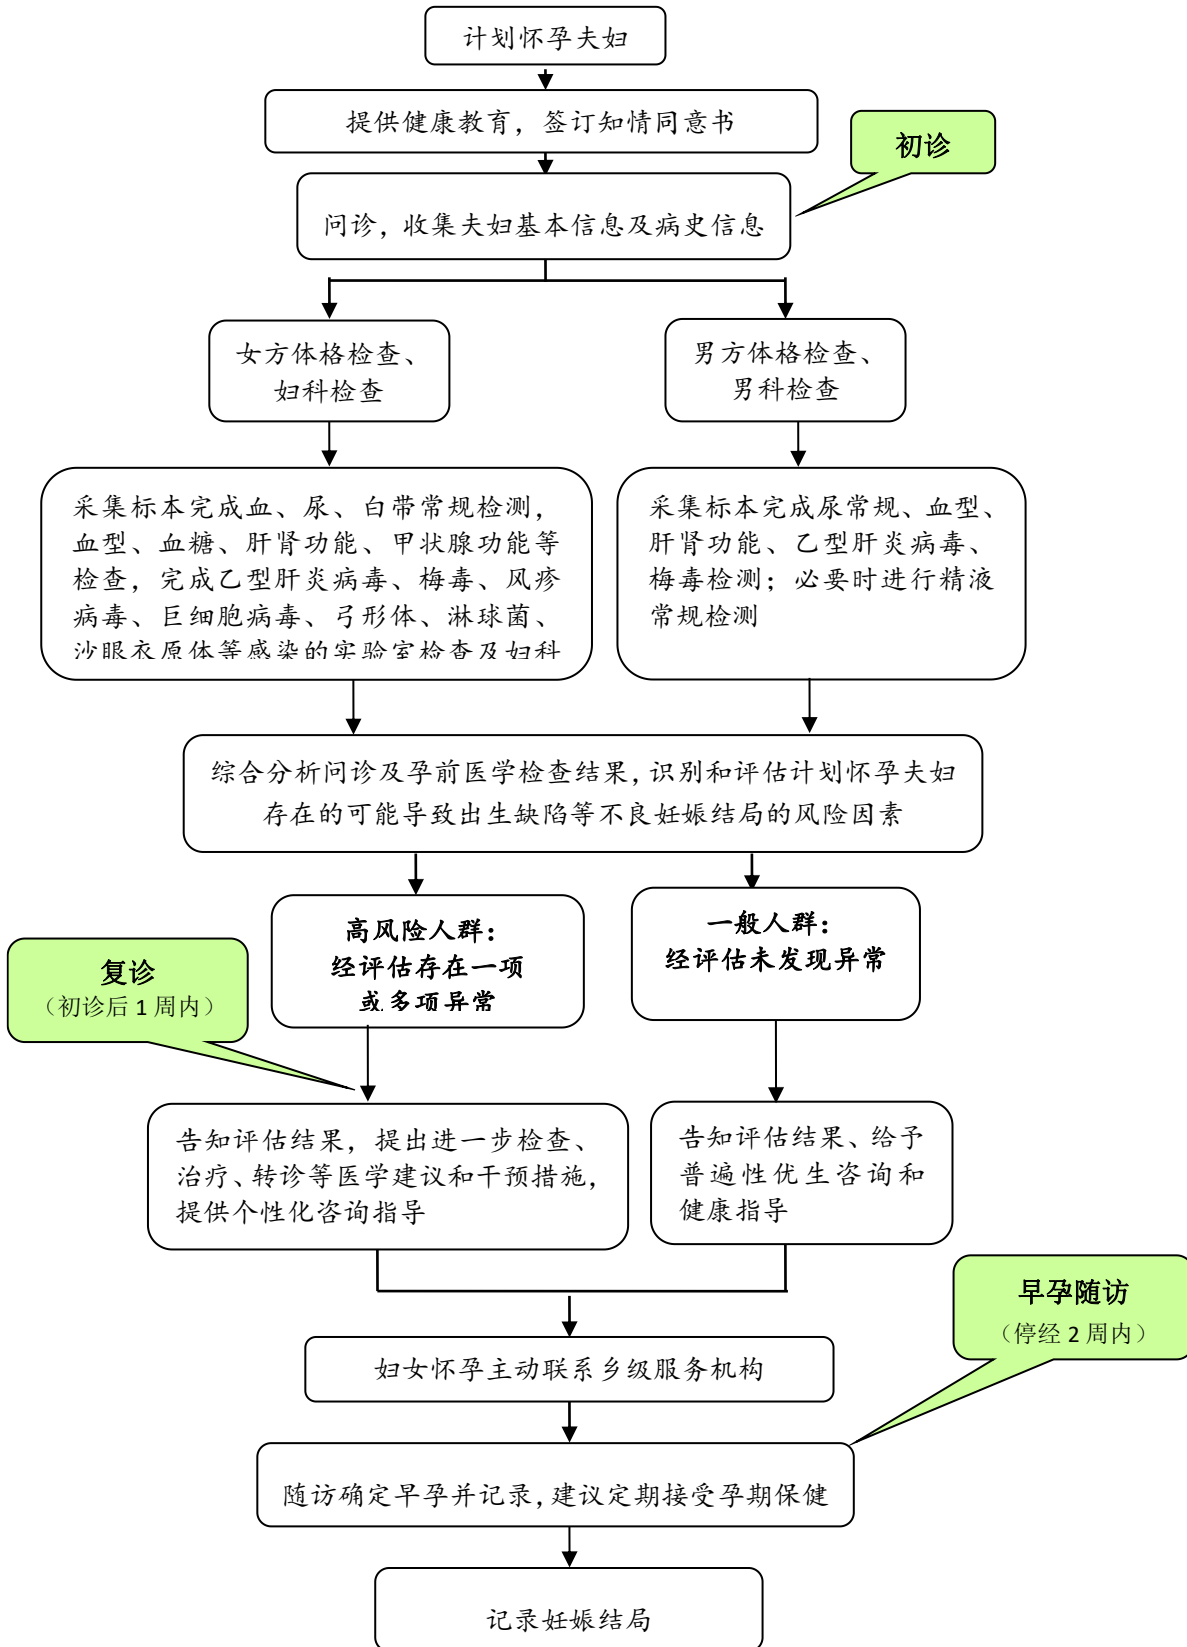 计划怀孕夫妇
提供健康教育，签订知情同意书
初诊
问诊，收集夫妇基本信息及病史信息
女方体格检查、
妇科检查
男方体格检查、
男科检查
采集标本完成血、尿、白带常规检测，
血型、血糖、肝肾功能、甲状腺功能等
检查，完成乙型肝炎病毒、梅毒、风疹
病毒、巨细胞病毒、弓形体、淋球菌、
沙眼衣原体等感染的实验室检查及妇科
采集标本完成尿常规、血型、
肝肾功能、乙型肝炎病毒、
梅毒检测；必要时进行精液
常规检测
综合分析问诊及孕前医学检查结果，识别和评估计划怀孕夫妇
存在的可能导致出生缺陷等不良妊娠结局的风险因素
高风险人群：
经评估存在一项
或多项异常
一般人群：
经评估未发现异常
复诊
（初诊后 1 周内）
告知评估结果，提出进一步检查、
治疗、转诊等医学建议和干预措施，
提供个性化咨询指导
告知评估结果、给予
普遍性优生咨询和
健康指导
早孕随访
（停经 2 周内）
妇女怀孕主动联系乡级服务机构
随访确定早孕并记录，建议定期接受孕期保健
记录妊娠结局